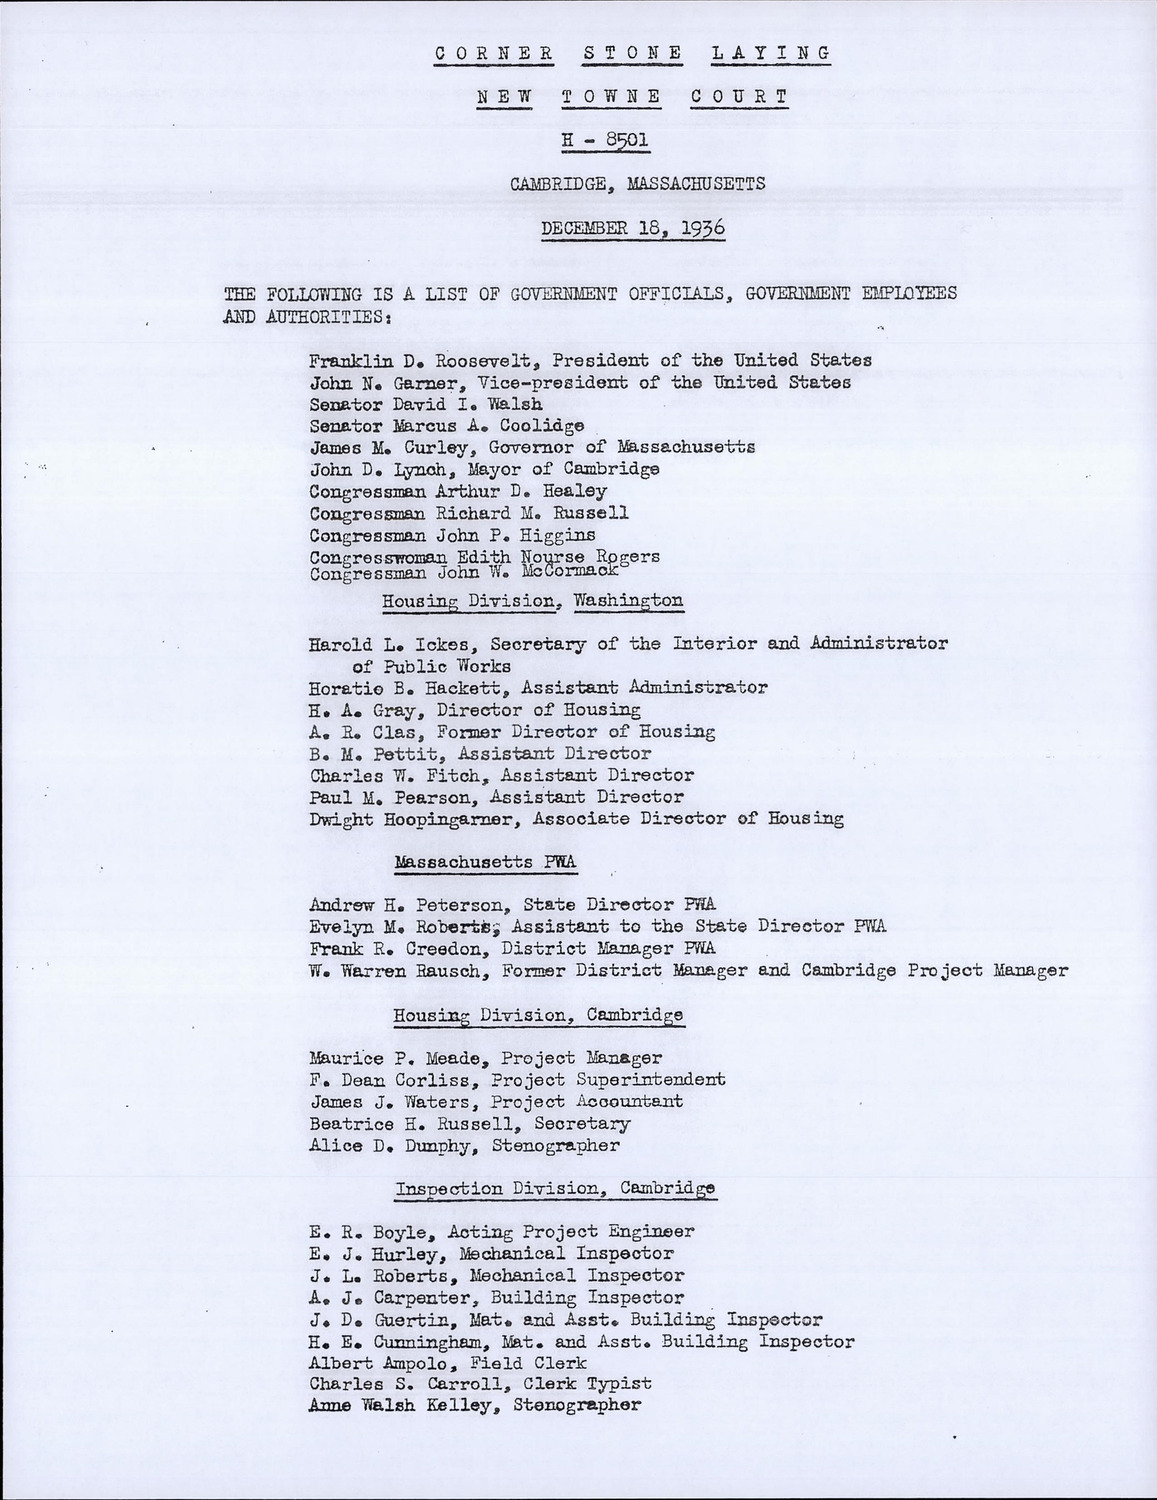 CORNER STONE LAYING
NEW TOWNE COURT
H - 8501
CAMBRIDGE, MASSACHUSETTS
DECEMBER 18, 1936
THE FOLLOWING IS A LIST OF GOVERNMENT OFFICIALS, GOVERNMENT EMPLOYEES
AND AUTHORITIES:
Franklin D. Roosevelt, President of the United States
John N. Garner, Vice-president of the United States
Senator David I. Walsh
Senator Marcus A. Coolidge
James M. Curley, Governor of Massachusetts
John D. Lynch, Mayor of Cambridge
Congressman Arthur D. Healey
Congressman Richard M. Russell
Congressman John P. Higgins
Congresswoman Edith Nourse Rogers
Congressman John W. McCormack
Housing Division, Washington
Harold L. Ickes, Secretary of the Interior and Administrator
of Public Works
Horatio B. Hackett, Assistant Administrator
H. A. Gray, Director of Housing
A. R. Clas, Former Director of Housing
B. M. Pettit, Assistant Director
Charles W. Fitch, Assistant Director
Paul M. Pearson, Assistant Director
Dwight Hoopingarner, Associate Director of Housing
Massachusetts PWA
Andrew H. Peterson, State Director PWA
Evelyn M. Roberts, Assistant to the State Director PWA
Frank R. Creedon, District Manager PWA
W. Warren Rausch, Former District Manager and Cambridge Project Manager
Housing Division, Cambridge
Maurice P. Meade, Project Manager
F. Dean Corliss, Project Superintendent
James J. Waters, Project Accountant
Beatrice H. Russell, Secretary
Alice D. Dunphy, Stenographer
Inspection Division, Cambridge
E. R. Boyle, Acting Project Engineer
E. J. Hurley, Mechanical Inspector
J. L. Roberts, Mechanical Inspector
A. J. Carpenter, Building Inspector
J. D. Guertin, Mat. and Asst. Building Inspector
H. E. Cunningham, Mat. and Asst. Building Inspector
Albert Ampolo, Field Clerk
Charles S. Carroll, Clerk Typist
Anne Walsh Kelley, Stenographer